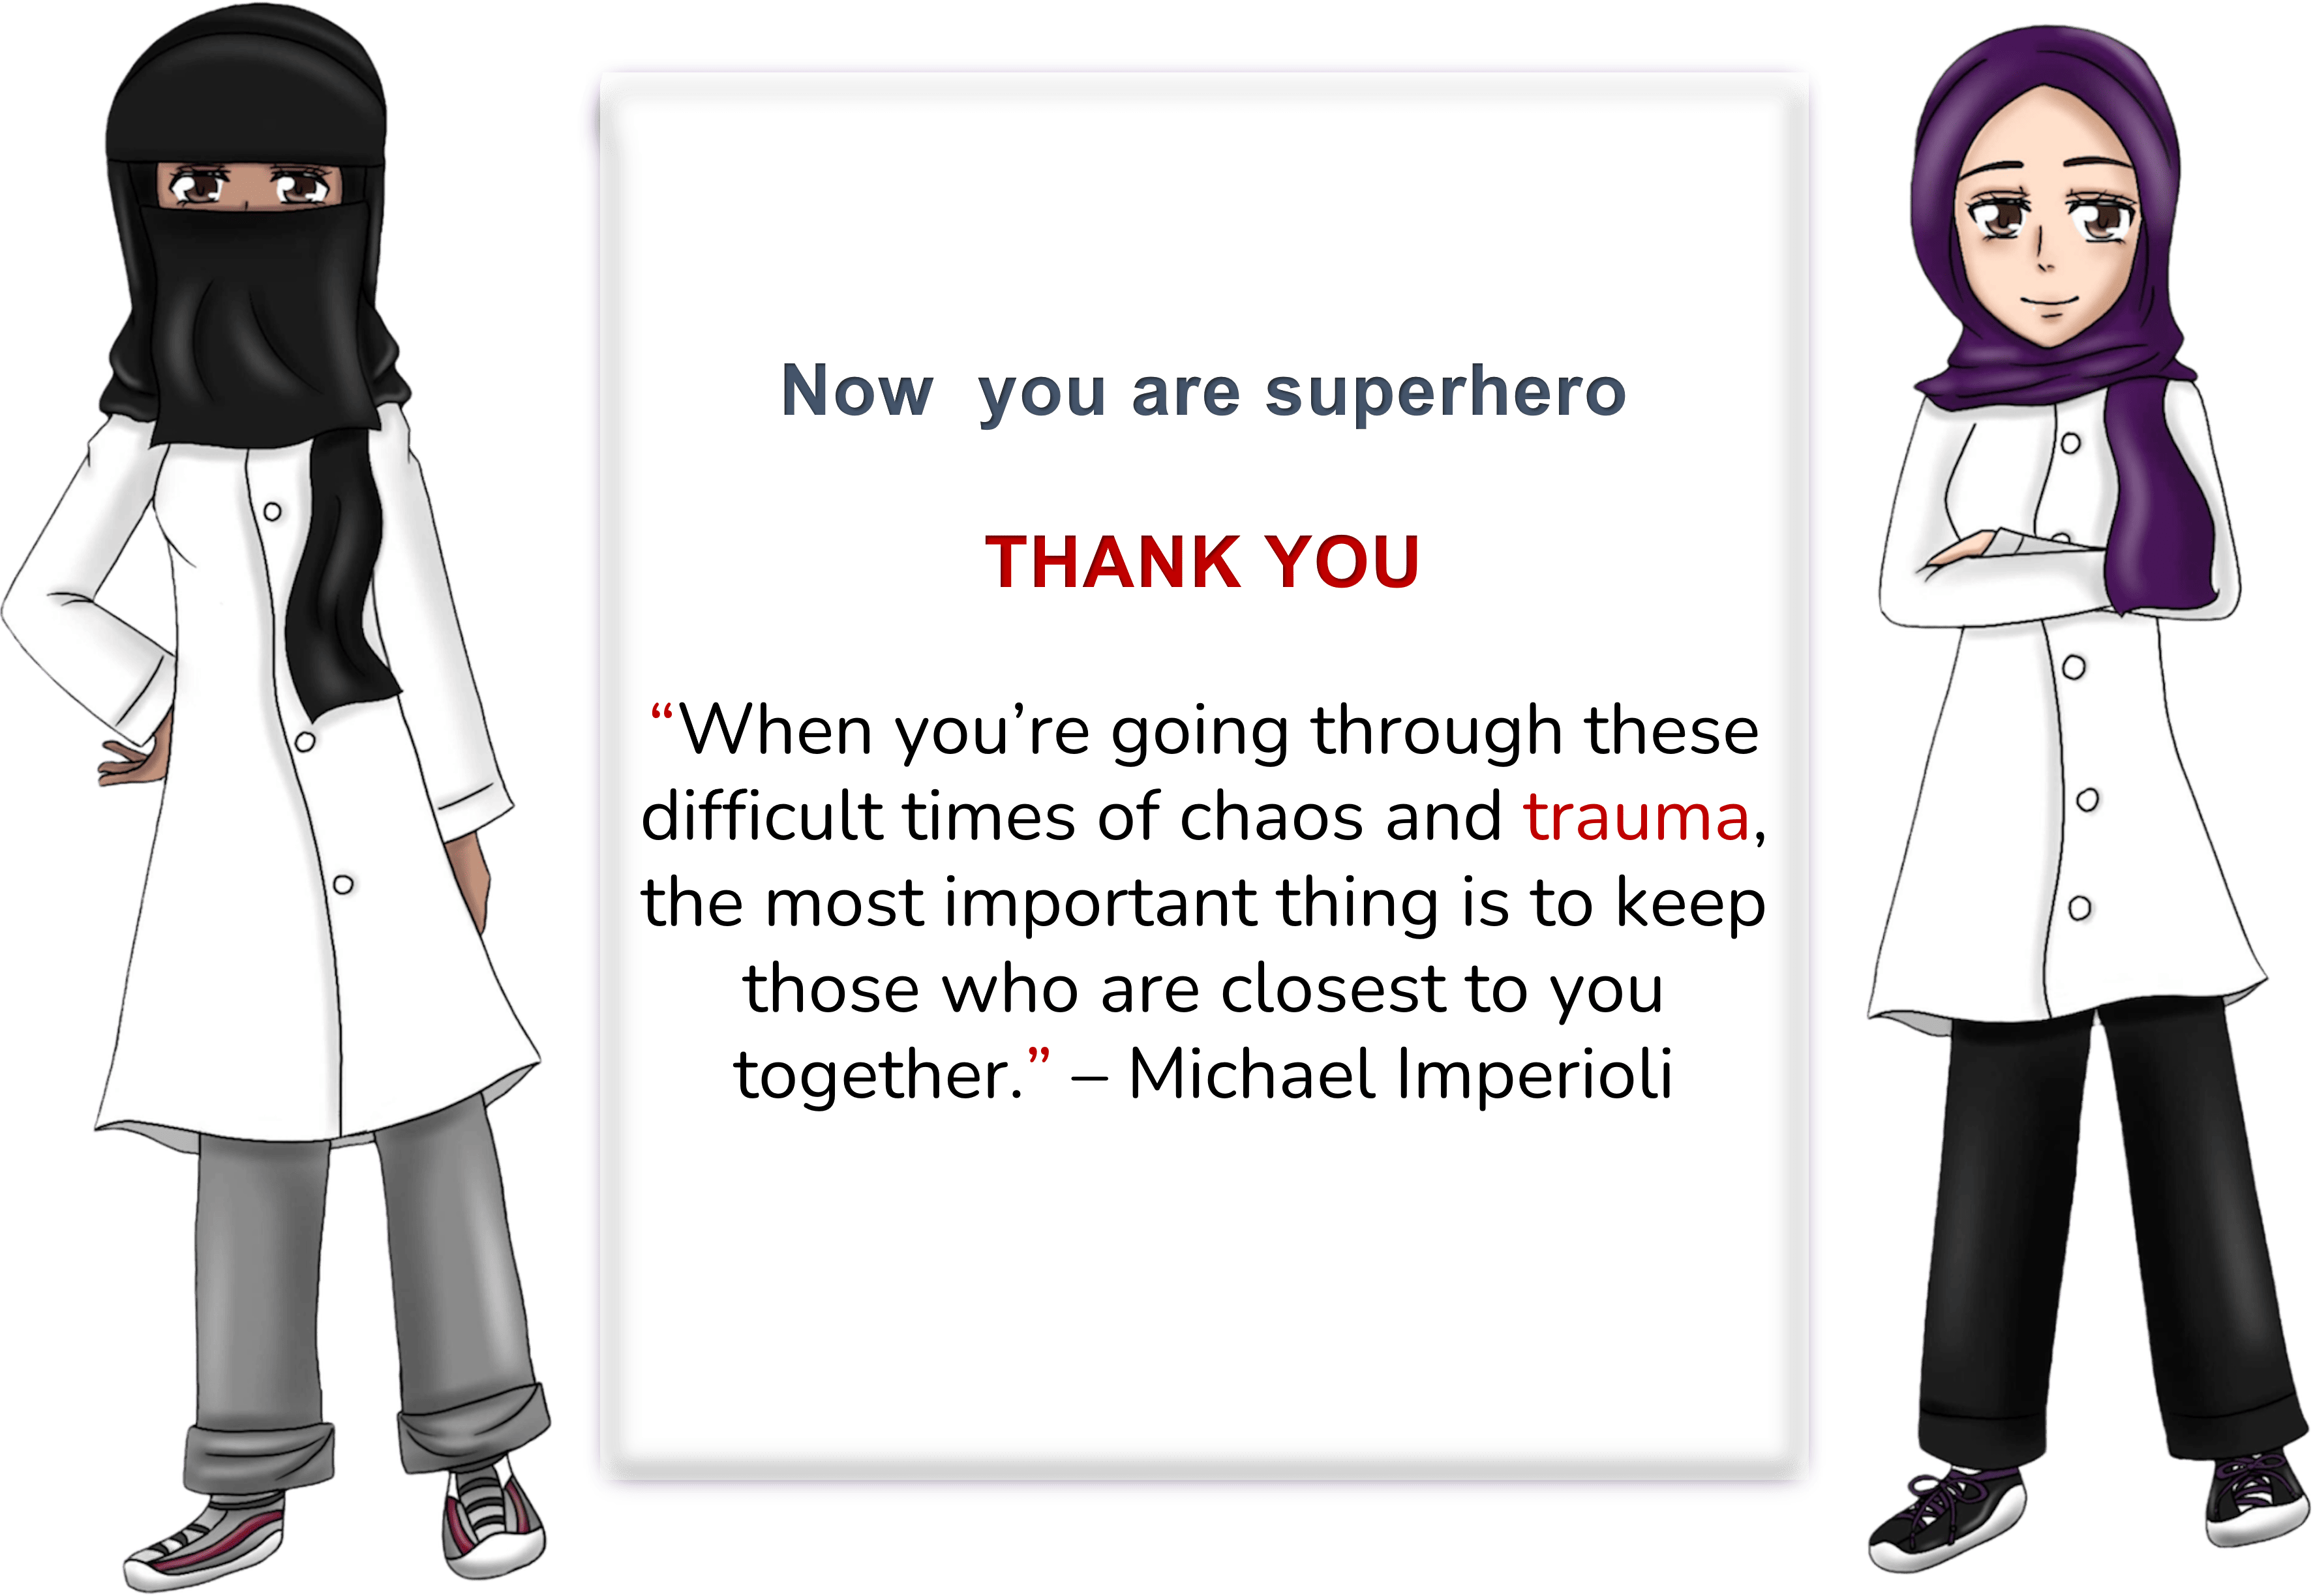 Now  you are superhero
THANK YOU
“When you’re going through these
difficult times of chaos and trauma,
the most important thing is to keep
those who are closest to you
together.” – Michael Imperioli